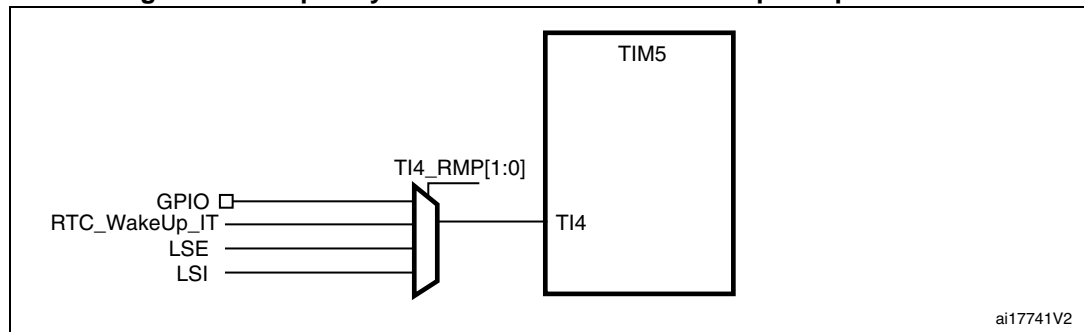 TIM5
TI4_RMP[1:0]
GPIO
RTC_WakeUp_IT
TI4
LSE
LSI
ai17741V2